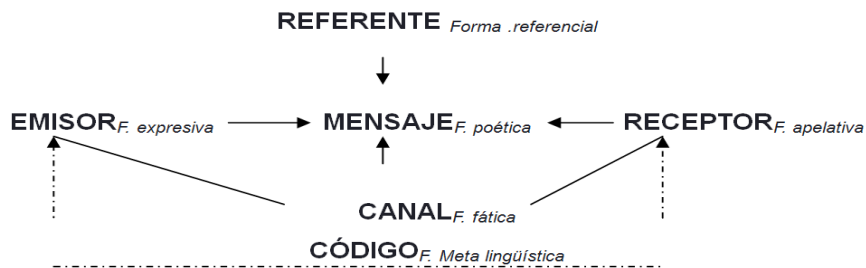 REFERENTE Forma .referencial
EMISOR F. expresiva MENSAJE F. poética RECEPTOR F. apelativa
CANAL F. fática
CÓDIGO F. Meta lingüística